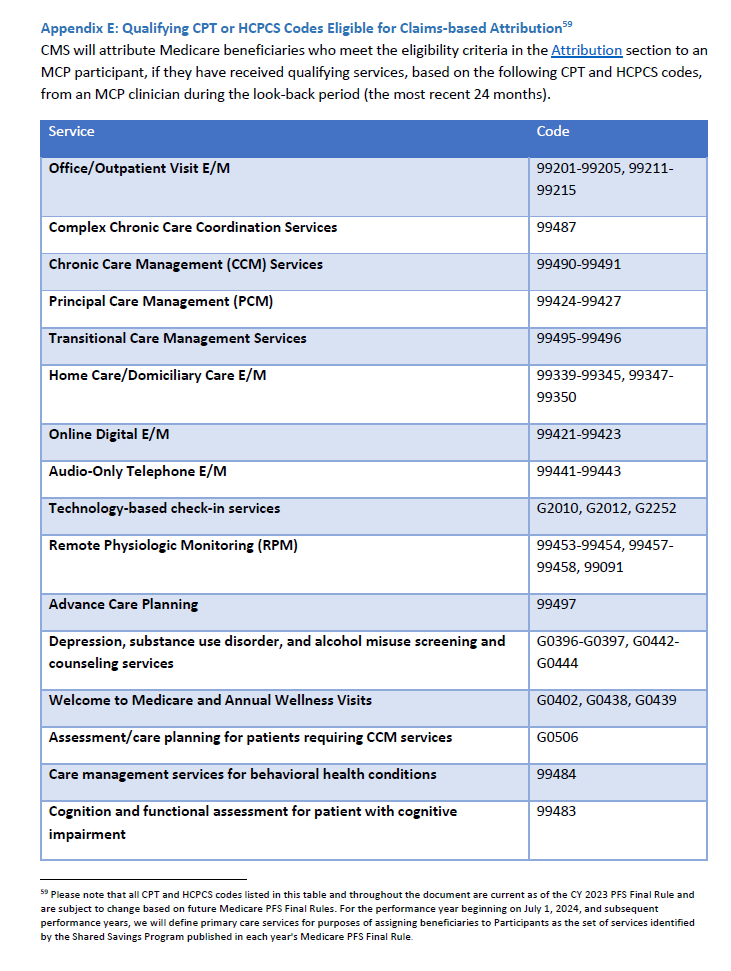 Appendix E: Qualifying CPT or HCPCS Codes Eligible for Claims-based Attribution59
CMS will attribute Medicare beneficiaries who meet the eligibility criteria in the Attribution section to an
MCP participant, if they have received qualifying services, based on the following CPT and HCPCS codes,
from an MCP clinician during the look-back period (the most recent 24 months).
Service Code
Office/Outpatient Visit E/M 99201-99205, 99211-
99215
Complex Chronic Care Coordination Services 99487
Chronic Care Management (CCM) Services 99490-99491
Principal Care Management (PCM) 99424-99427
Transitional Care Management Services 99495-99496
Home Care/Domiciliary Care E/M 99339-99345, 99347-
99350
Online Digital E/M 99421-99423
Audio-Only Telephone E/M 99441-99443
Technology-based check-in services G2010, G2012, G2252
Remote Physiologic Monitoring (RPM) 99453-99454, 99457-
99458, 99091
Advance Care Planning 99497
Depression, substance use disorder, and alcohol misuse screening and G0396-G0397, G0442-
counseling services G0444
Welcome to Medicare and Annual Wellness Visits G0402, G0438, G0439
Assessment/care planning for patients requiring CCM services G0506
Care management services for behavioral health conditions 99484
Cognition and functional assessment for patient with cognitive 99483
impairment
59 Please note that all CPT and HCPCS codes listed in this table and throughout the document are current as of the CY 2023 PFS Final Rule and
are subject to change based on future Medicare PFS Final Rules. For the performance year beginning on July 1, 2024, and subsequent
performance years, we will define primary care services for purposes of assigning beneficiaries to Participants as the set of services identified
by the Shared Savings Program published in each year's Medicare PFS Final Rule.